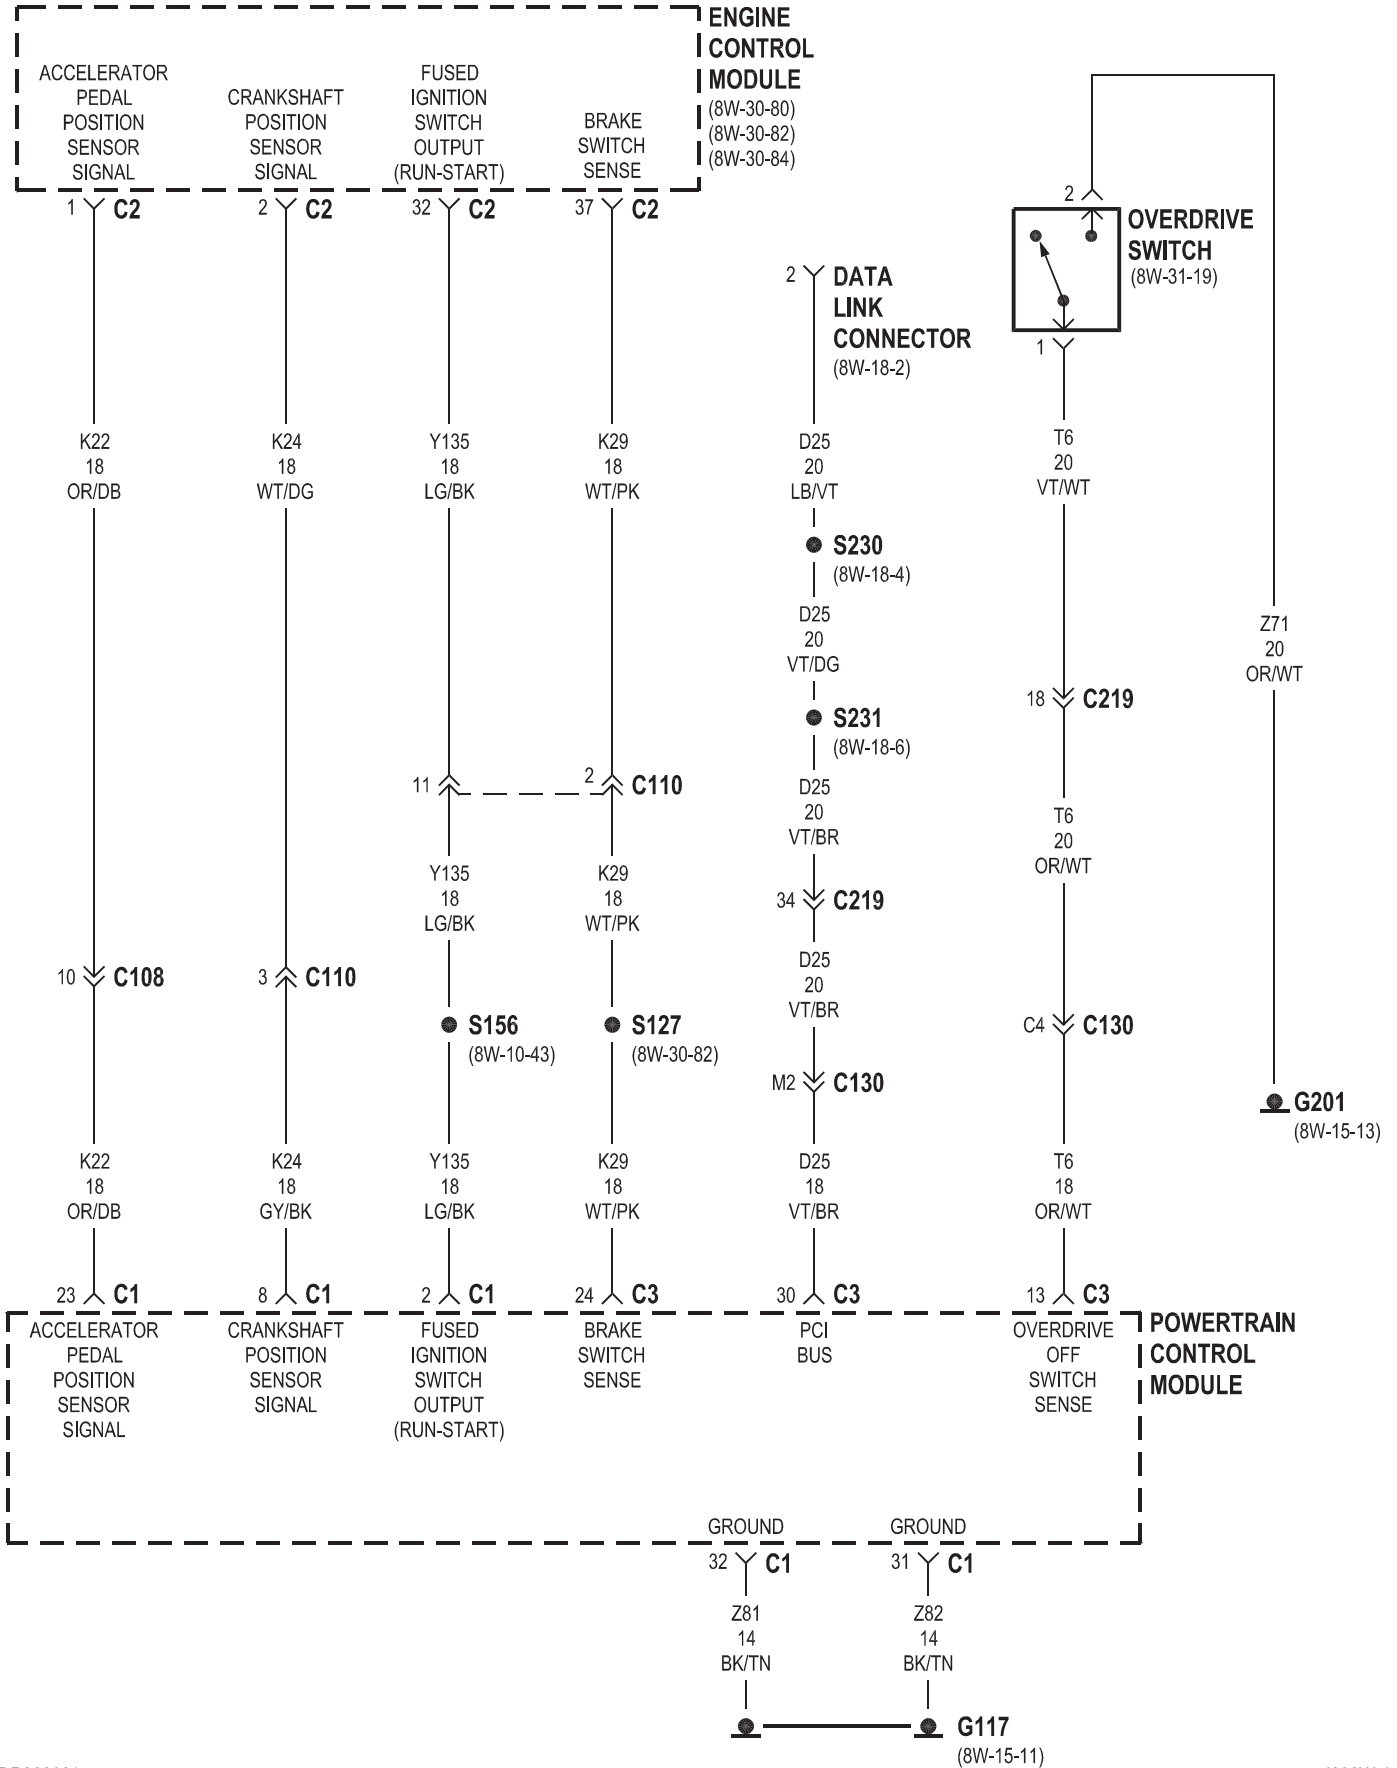 ENGINE
CONTROL
MODULE
(8W-30-80)
(8W-30-82)
(8W-30-84)
ACCELERATOR
PEDAL
POSITION
SENSOR
SIGNAL
CRANKSHAFT
POSITION
SENSOR
SIGNAL
FUSED
IGNITION
SWITCH
OUTPUT
(RUN-START)
BRAKE
SWITCH
SENSE
1 C2
2 C2
32 C2
37 C2
2
OVERDRIVE
SWITCH
(8W-31-19)
1
2 DATA
LINK
CONNECTOR
(8W-18-2)
K22
18
OR/DB
K24
18
WT/DG
Y135
18
LG/BK
K29
18
WT/PK
D25
20
LB/VT
T6
20
VT/WT
S230
(8W-18-4)
D25
20
VT/DG
Z71
20
OR/WT
S231
(8W-18-6)
18 C219
11
2 C110
D25
20
VT/BR
T6
20
OR/WT
Y135
18
LG/BK
K29
18
WT/PK
34 C219
10 C108
3 C110
D25
20
VT/BR
S156
(8W-10-43)
S127
(8W-30-82)
C4 C130
M2 C130
G201
(8W-15-13)
K22
18
OR/DB
K24
18
GY/BK
Y135
18
LG/BK
K29
18
WT/PK
D25
18
VT/BR
T6
18
OR/WT
23 C1
8 C1
2 C1
24 C3
30 C3
13 C3
ACCELERATOR
PEDAL
POSITION
SENSOR
SIGNAL
CRANKSHAFT
POSITION
SENSOR
SIGNAL
FUSED
IGNITION
SWITCH
OUTPUT
(RUN-START)
BRAKE
SWITCH
SENSE
PCI
BUS
OVERDRIVE
OFF
SWITCH
SENSE
POWERTRAIN
CONTROL
MODULE
GROUND
GROUND
32 C1
31 C1
Z81
14
BK/TN
Z82
14
BK/TN
G117
(8W-15-11)